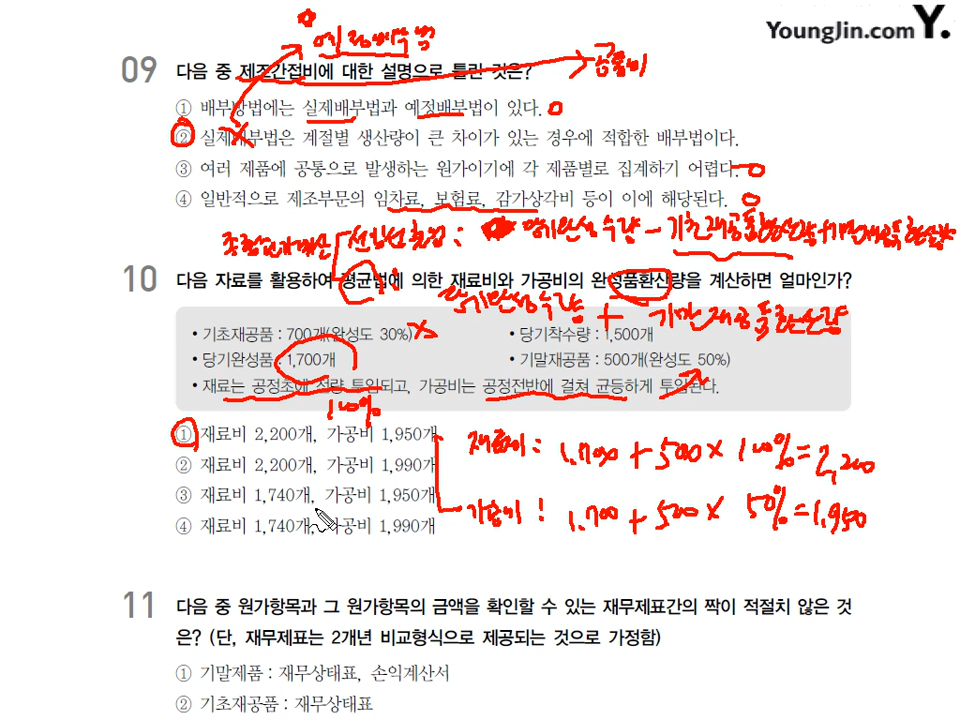 Younglin.com Y.
예정배부법
09 다음 중 제조간접비에 대한 설명으로 틀린 것은? 공통비
① 배부방법에는 실제배부법과 예정배부법이 있다.
② 실제배부법은 계절별 생산량이 큰 차이가 있는 경우에 적합한 배부법이다.
③ 여러 제품에 공통으로 발생하는 원가이기에 각 제품별로 집계하기 어렵다.
④ 일반적으로 제조부문의 임차료, 보험료, 감가상각비 등이 이에 해당된다.
종합원가계산 선입선출법 : 당기완성수량 - 기초재공품환산량 + 기말재공품환산량
10 다음 자료를 활용하여 평균법에 의한 재료비와 가공비의 완성품환산량을 계산하면 얼마인가?
당기완성수량 + 기말재공품환산량
• 기초재공품 : 700개(완성도 30%) • 당기착수량 : 1,500개
• 당기완성품 : 1,700개 • 기말재공품 : 500개(완성도 50%)
• 재료는 공정초에 전량 투입되고, 가공비는 공정전반에 걸쳐 균등하게 투입된다.
100%
① 재료비 2,200개, 가공비 1,950개 재료비 : 1,700 + 500 × 100% = 2,200
② 재료비 2,200개, 가공비 1,990개
③ 재료비 1,740개, 가공비 1,950개 가공비 : 1,700 + 500 × 50% = 1,950
④ 재료비 1,740개, 가공비 1,990개
11 다음 중 원가항목과 그 원가항목의 금액을 확인할 수 있는 재무제표간의 짝이 적절치 않은 것
은? (단, 재무제표는 2개년 비교형식으로 제공되는 것으로 가정함)
① 기말제품 : 재무상태표, 손익계산서
② 기초재공품 : 재무상태표